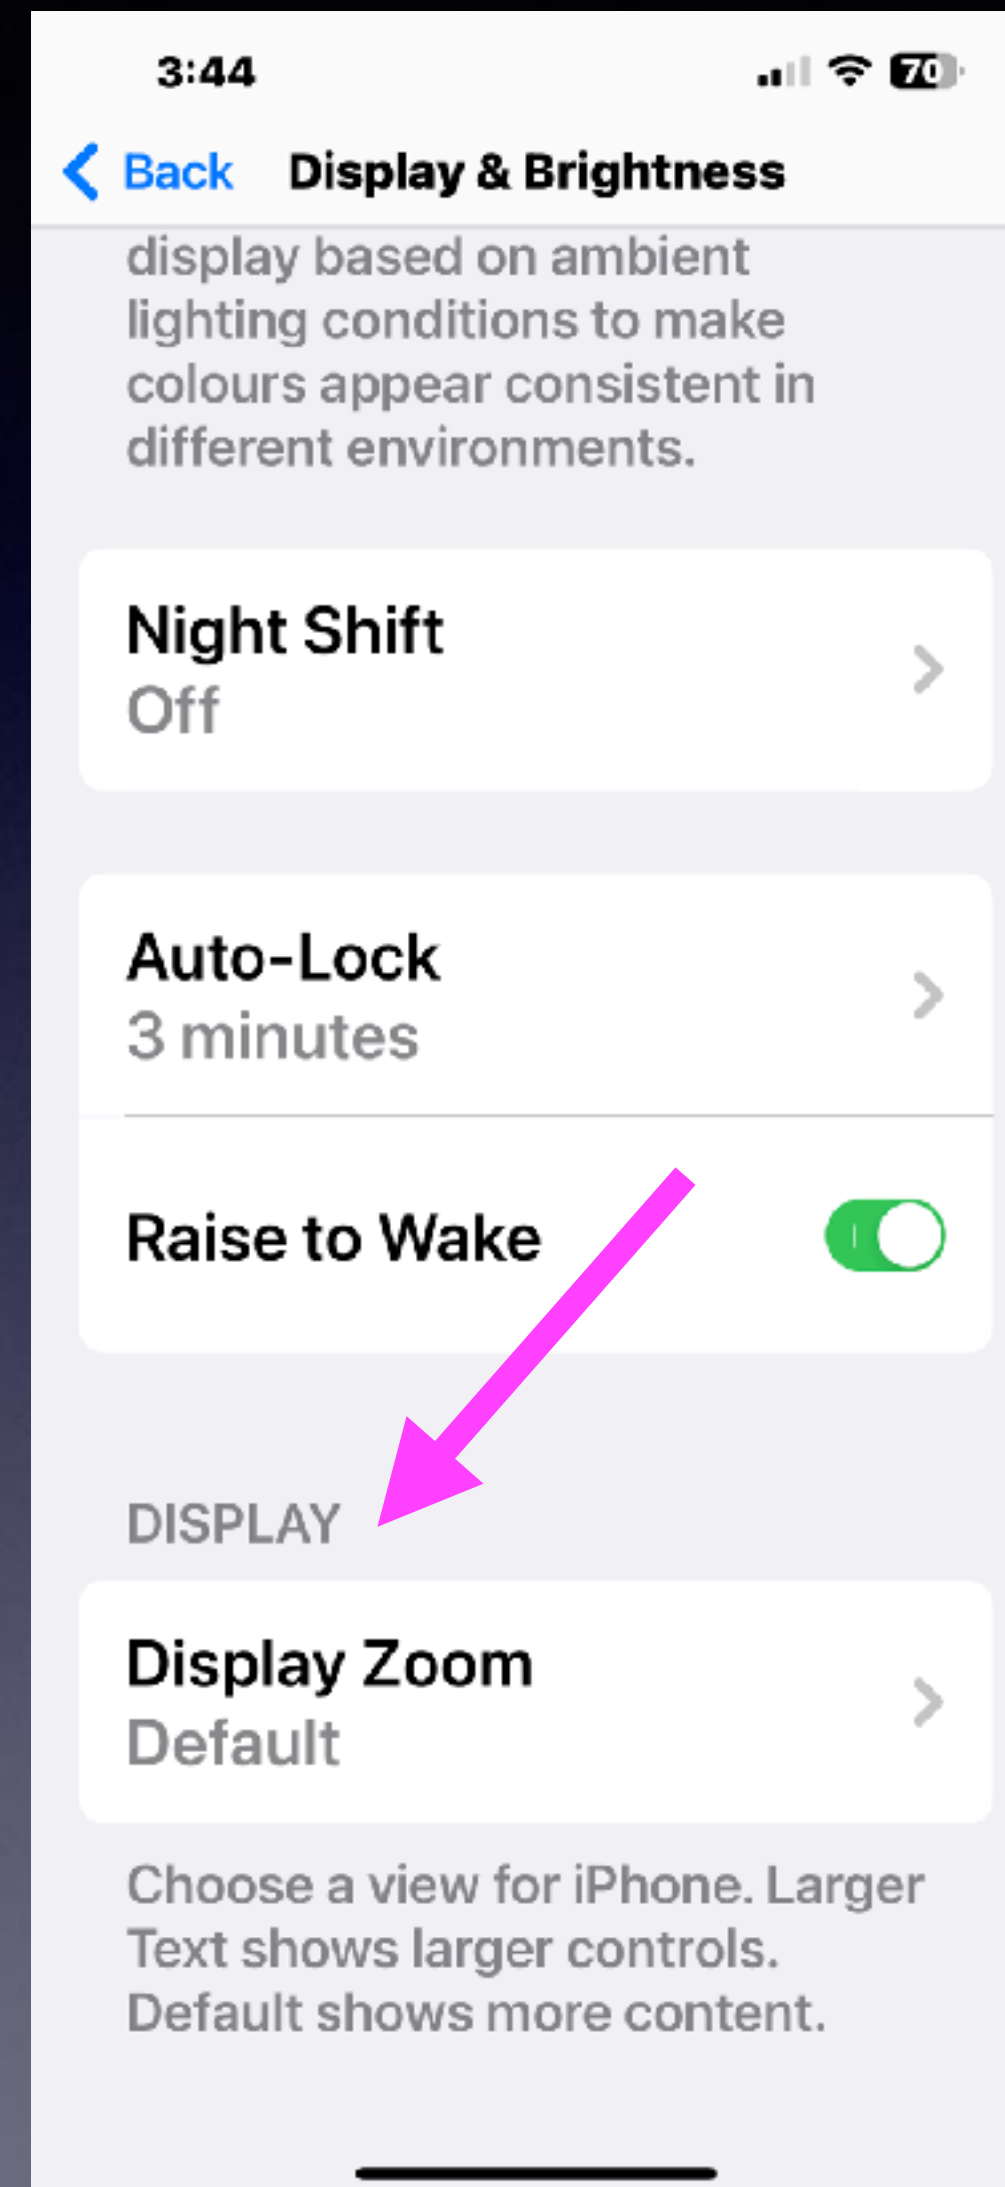 3:44 70
Back Display & Brightness
display based on ambient
lighting conditions to make
colours appear consistent in
different environments.
Night Shift
Off
Auto-Lock
3 minutes
Raise to Wake
DISPLAY
Display Zoom
Default
Choose a view for iPhone. Larger
Text shows larger controls.
Default shows more content.